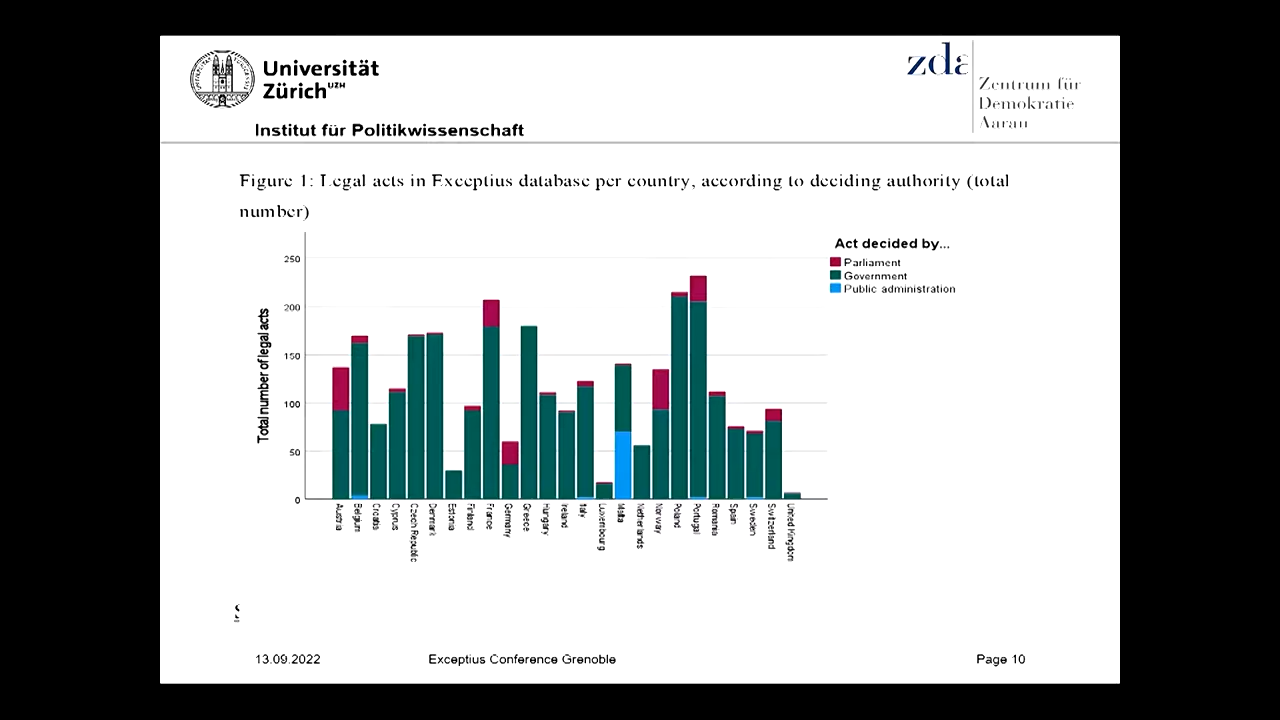 Universität
Zürich UZH
Institut für Politikwissenschaft
zda
Zentrum für
Demokratie
Aarau
Figure 1: Legal acts in Exceptius database per country, according to deciding authority (total
number)
Act decided by...
Parliament
Government
Public administration
Total number of legal acts
250
200
150
100
50
0
Austria
Belgium
Croatia
Cyprus
Czech Republic
Denmark
Estonia
Finland
France
Germany
Greece
Hungary
Ireland
Italy
Luxembourg
Malta
Netherlands
Norway
Poland
Portugal
Romania
Spain
Sweden
Switzerland
United Kingdom
13.09.2022
Exceptius Conference Grenoble
Page 10